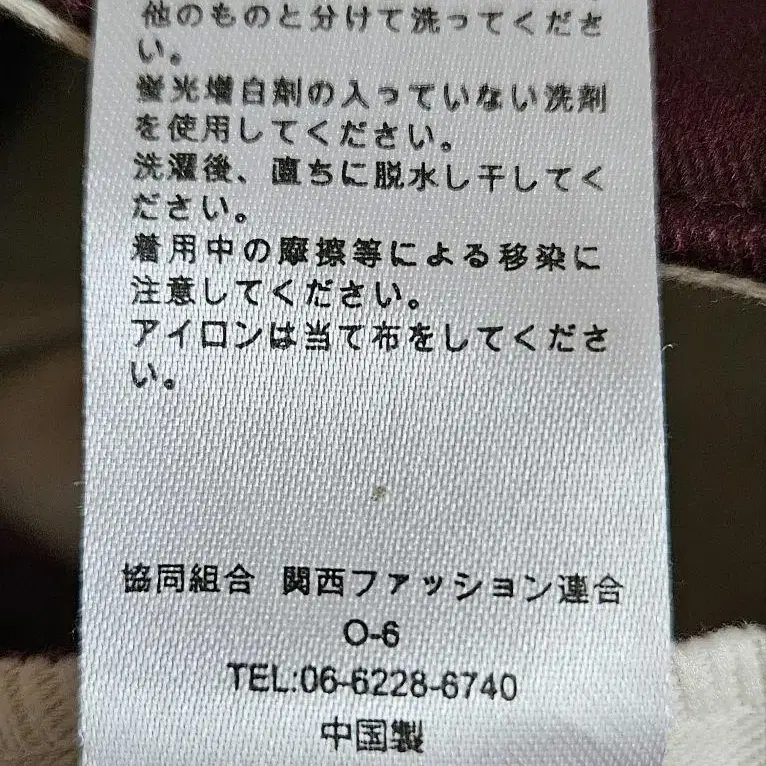 他のものと分けて洗ってくださ
い。
蛍光増白剤の入っていない洗剤
を使用してください。
洗濯後、直ちに脱水し干してく
ださい。
着用中の摩擦等による移染に
注意してください。
アイロンは当て布をしてくださ
い。
協同組合 関西ファッション連合
O-6
TEL:06-6228-6740
中国製